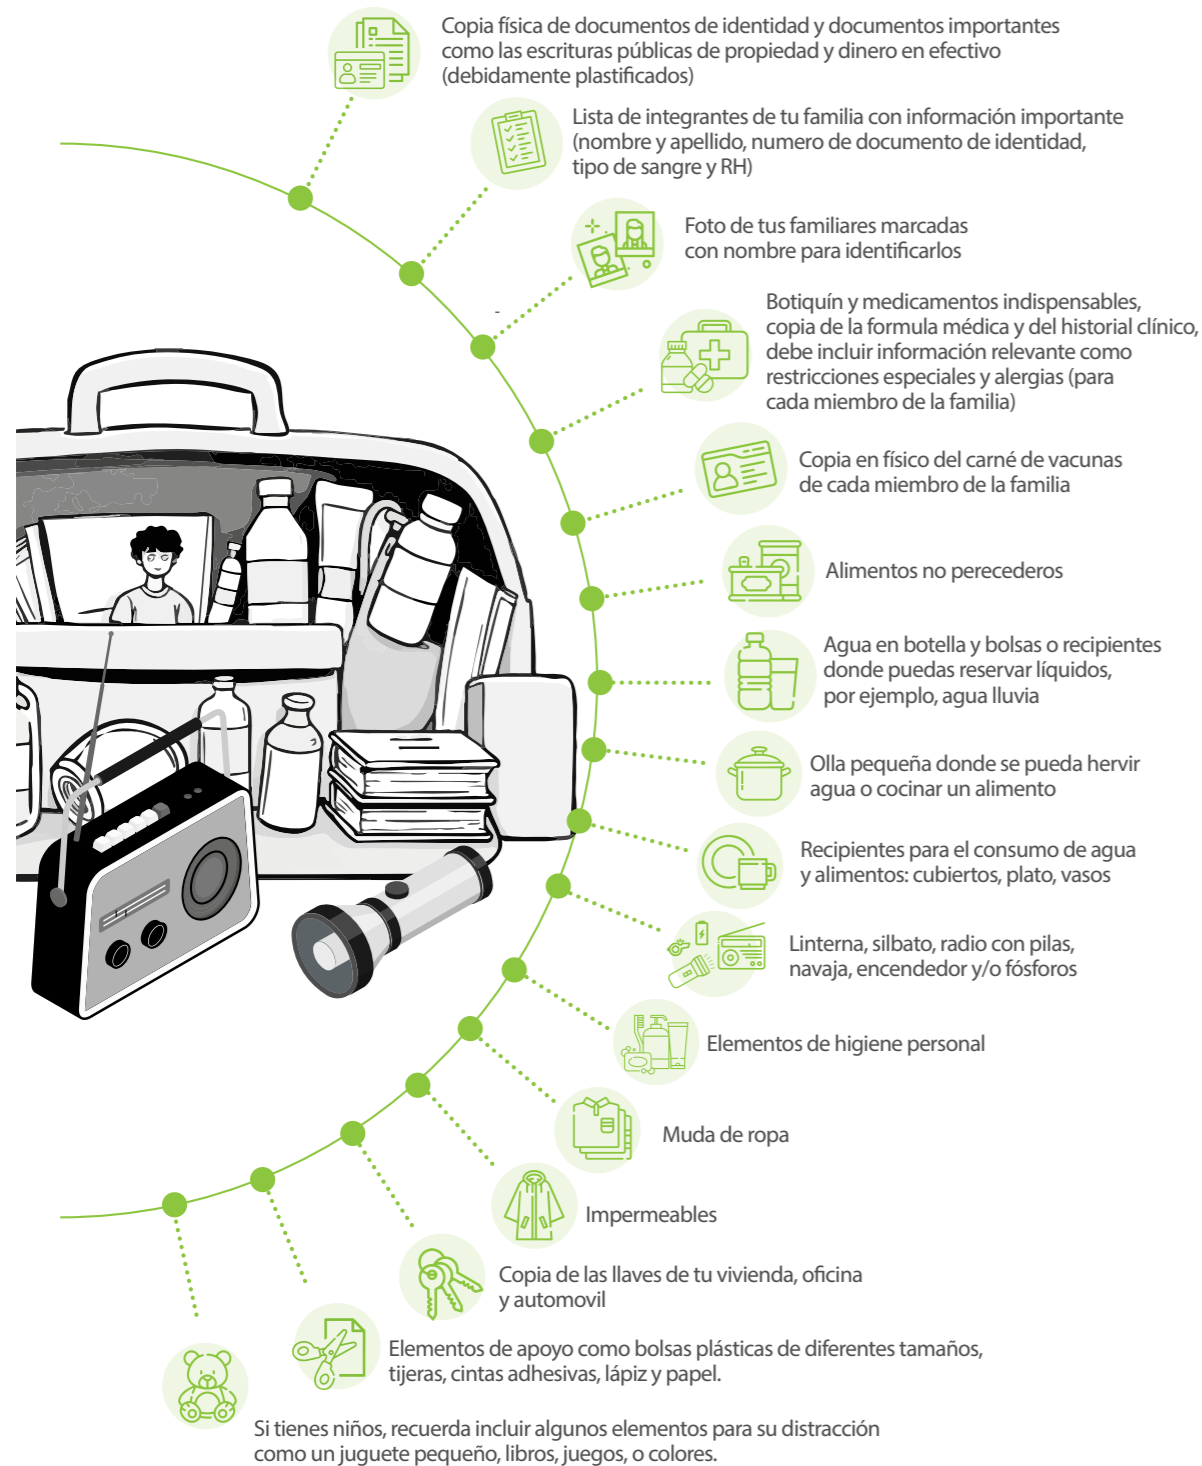 Copia física de documentos de identidad y documentos importantes
como las escrituras públicas de propiedad y dinero en efectivo
(debidamente plastificados)
Lista de integrantes de tu familia con información importante
(nombre y apellido, numero de documento de identidad,
tipo de sangre y RH)
Foto de tus familiares marcadas
con nombre para identificarlos
Botiquín y medicamentos indispensables,
copia de la formula médica y del historial clínico,
debe incluir información relevante como
restricciones especiales y alergias (para
cada miembro de la familia)
Copia en físico del carné de vacunas
de cada miembro de la familia
Alimentos no perecederos
Agua en botella y bolsas o recipientes
donde puedas reservar líquidos,
por ejemplo, agua lluvia
Olla pequeña donde se pueda hervir
agua o cocinar un alimento
Recipientes para el consumo de agua
y alimentos: cubiertos, plato, vasos
Linterna, silbato, radio con pilas,
navaja, encendedor y/o fósforos
Elementos de higiene personal
Muda de ropa
Impermeables
Copia de las llaves de tu vivienda, oficina
y automovil
Elementos de apoyo como bolsas plásticas de diferentes tamaños,
tijeras, cintas adhesivas, lápiz y papel.
Si tienes niños, recuerda incluir algunos elementos para su distracción
como un juguete pequeño, libros, juegos, o colores.